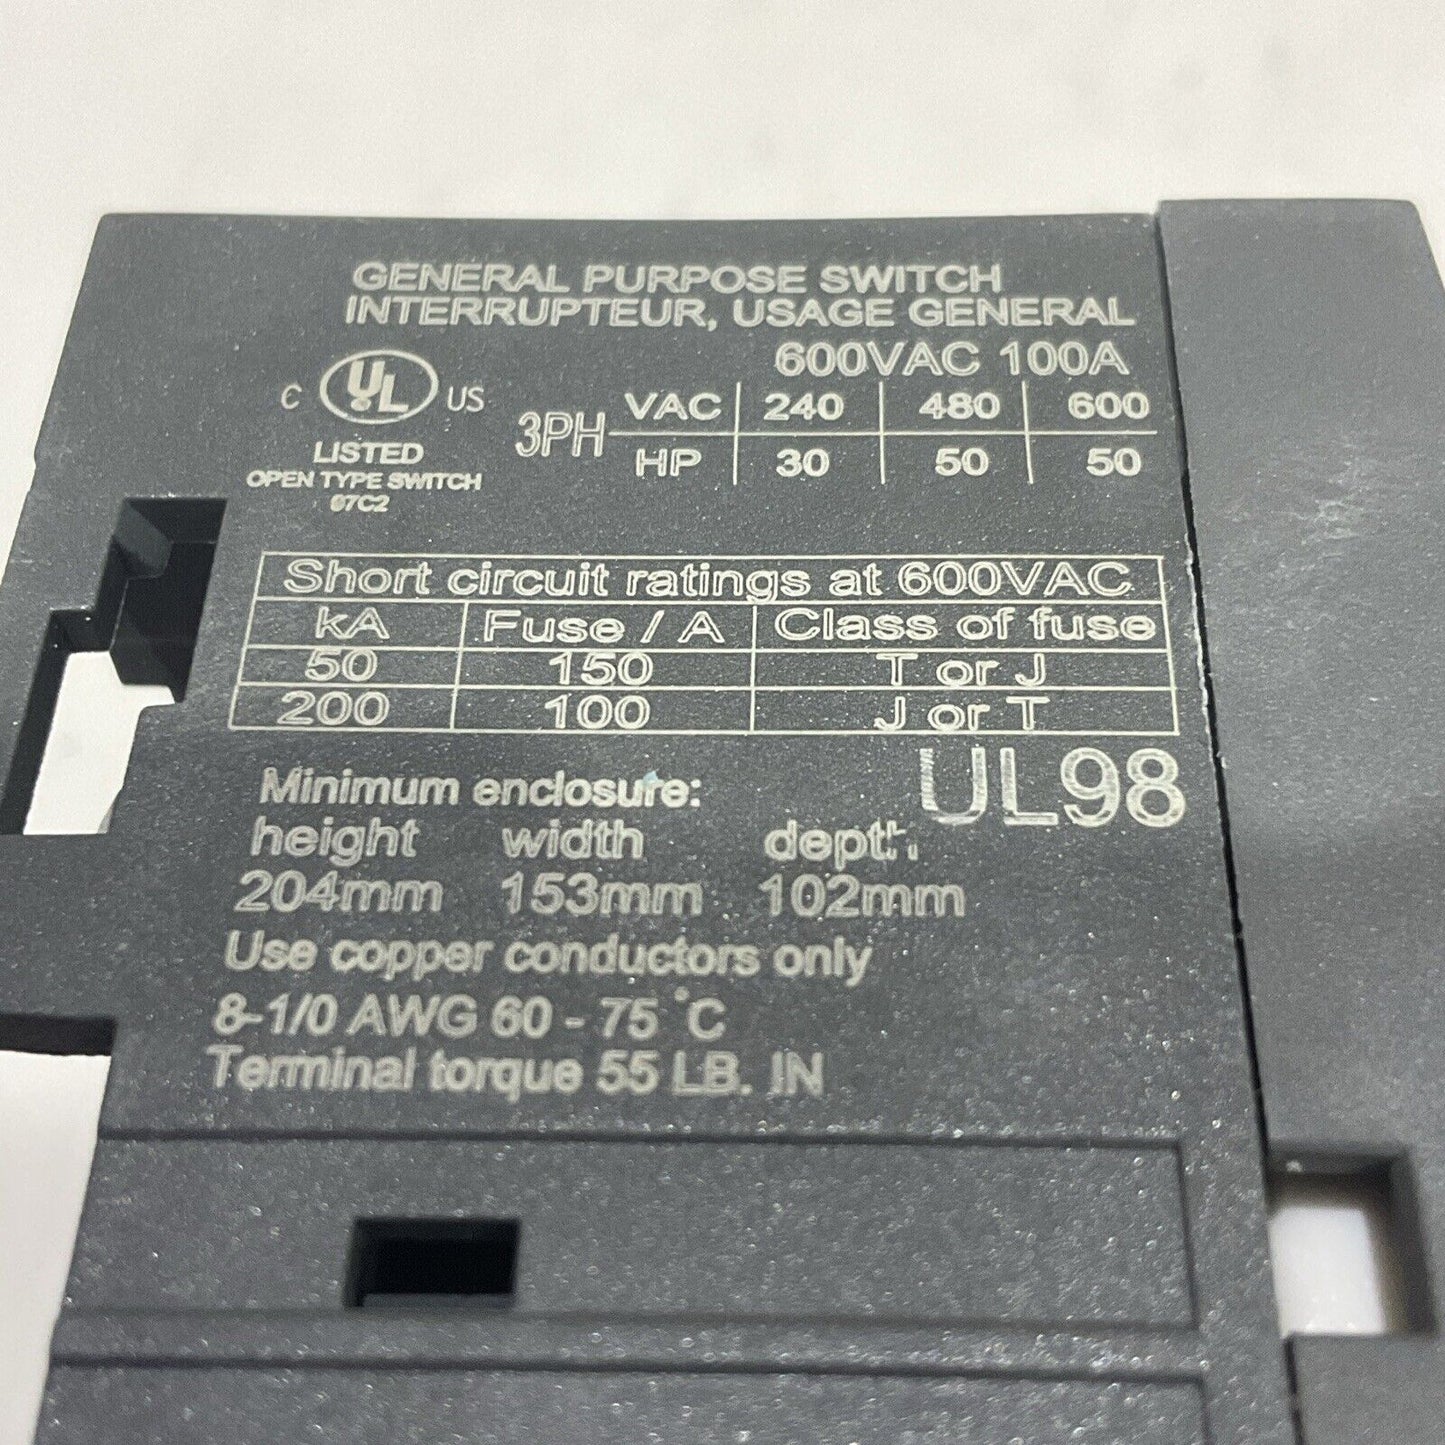 GENERAL PURPOSE SWITCH
INTERRUPTEUR, USAGE GENERAL
600VAC 100A
C UL US
LISTED
OPEN TYPE SWITCH
97C2
3PH
VAC 240 480 600
HP 30 50 50
Short circuit ratings at 600VAC
kA Fuse / A Class of fuse
50 150 T or J
200 100 J or T
UL98
Minimum enclosure:
height width depth
204mm 153mm 102mm
Use copper conductors only
8-1/0 AWG 60 - 75 °C
Terminal torque 55 LB. IN